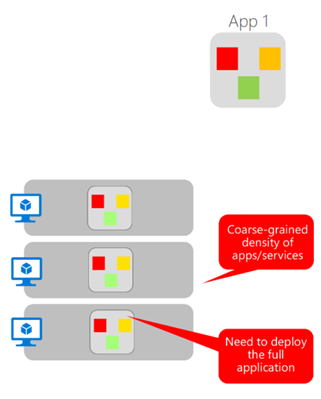 App 1
Coarse-grained
density of
apps/services
Need to deploy
the full
application